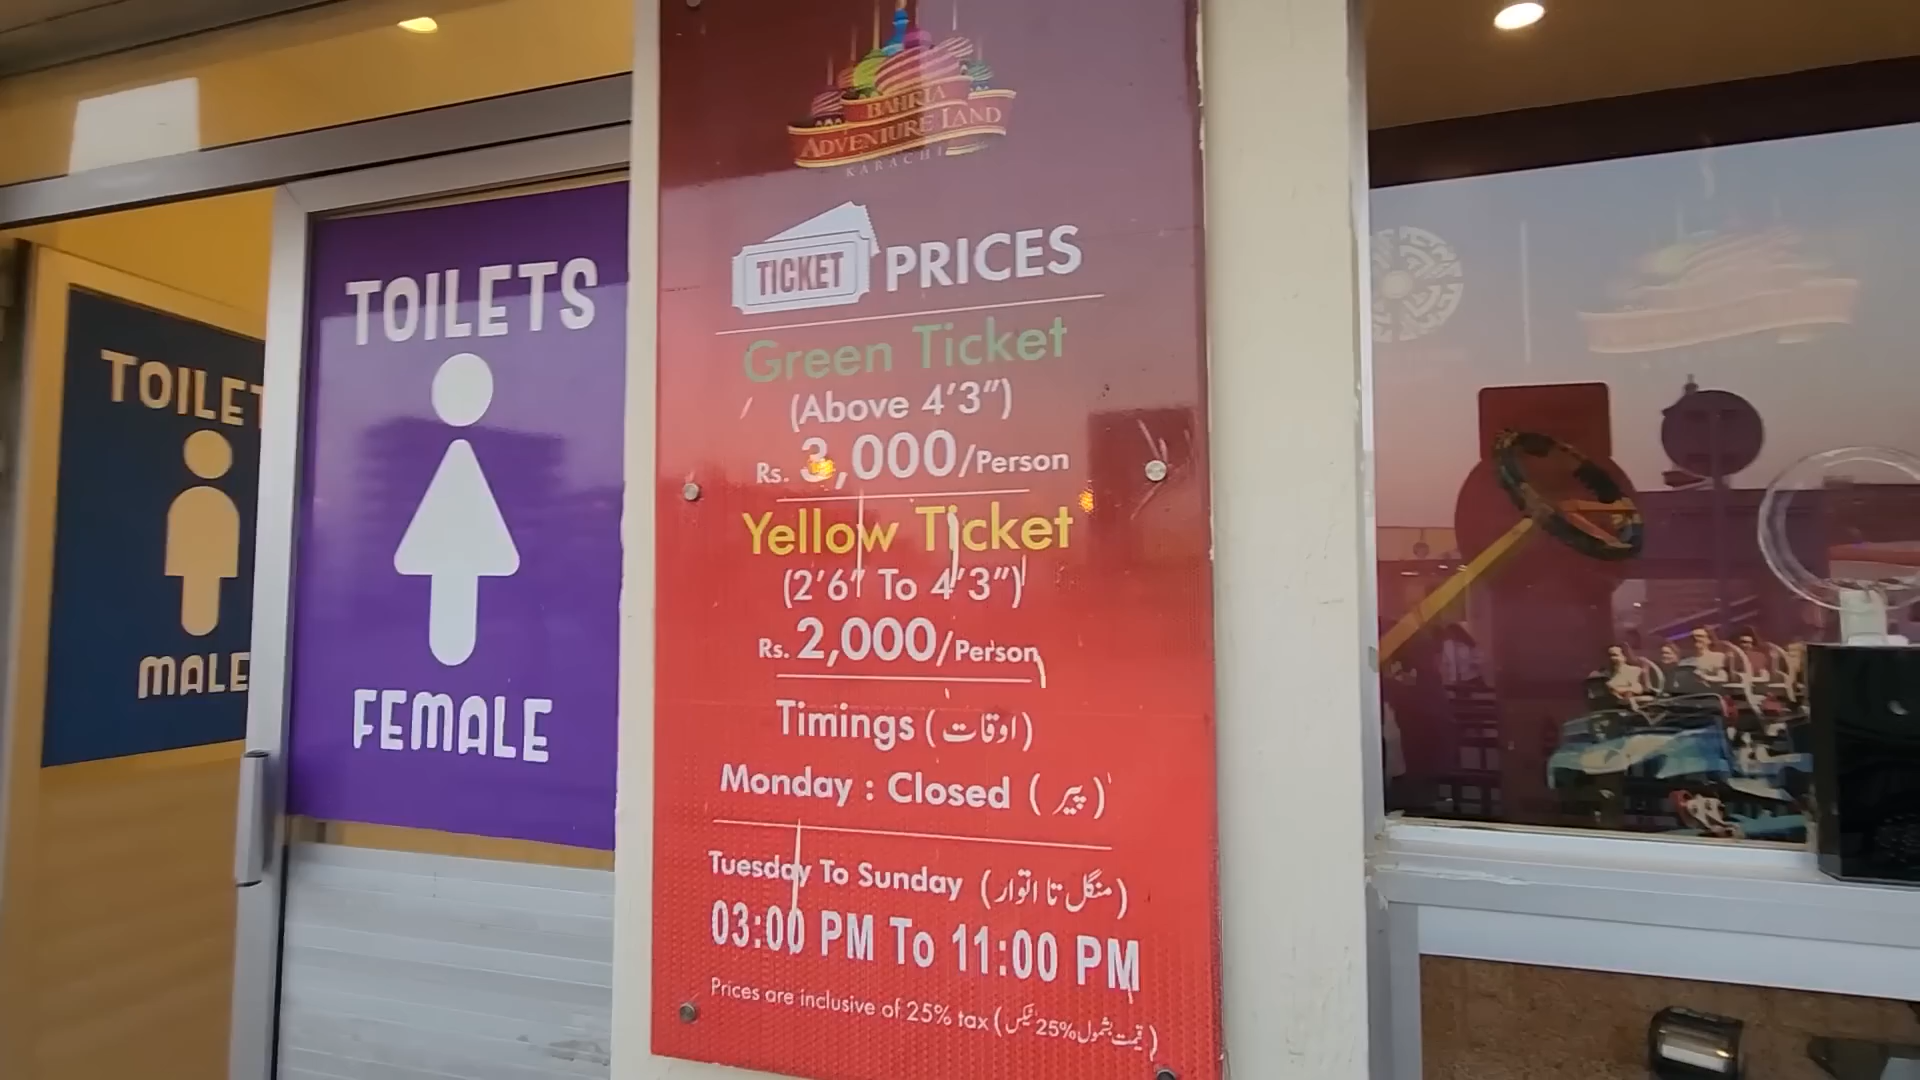 TOILET
MALE
TOILETS
FEMALE
BAHRIA
ADVENTURE LAND
KARACHI
TICKET PRICES
Green Ticket
(Above 4'3")
Rs. 3,000/Person
Yellow Ticket
(2'6" To 4'3")
Rs. 2,000/Person
Timings (اوقات)
Monday : Closed (پیر)
Tuesday To Sunday (منگل تا اتوار)
03:00 PM To 11:00 PM
Prices are inclusive of 25% tax (قیمت بشمول 25% ٹیکس)